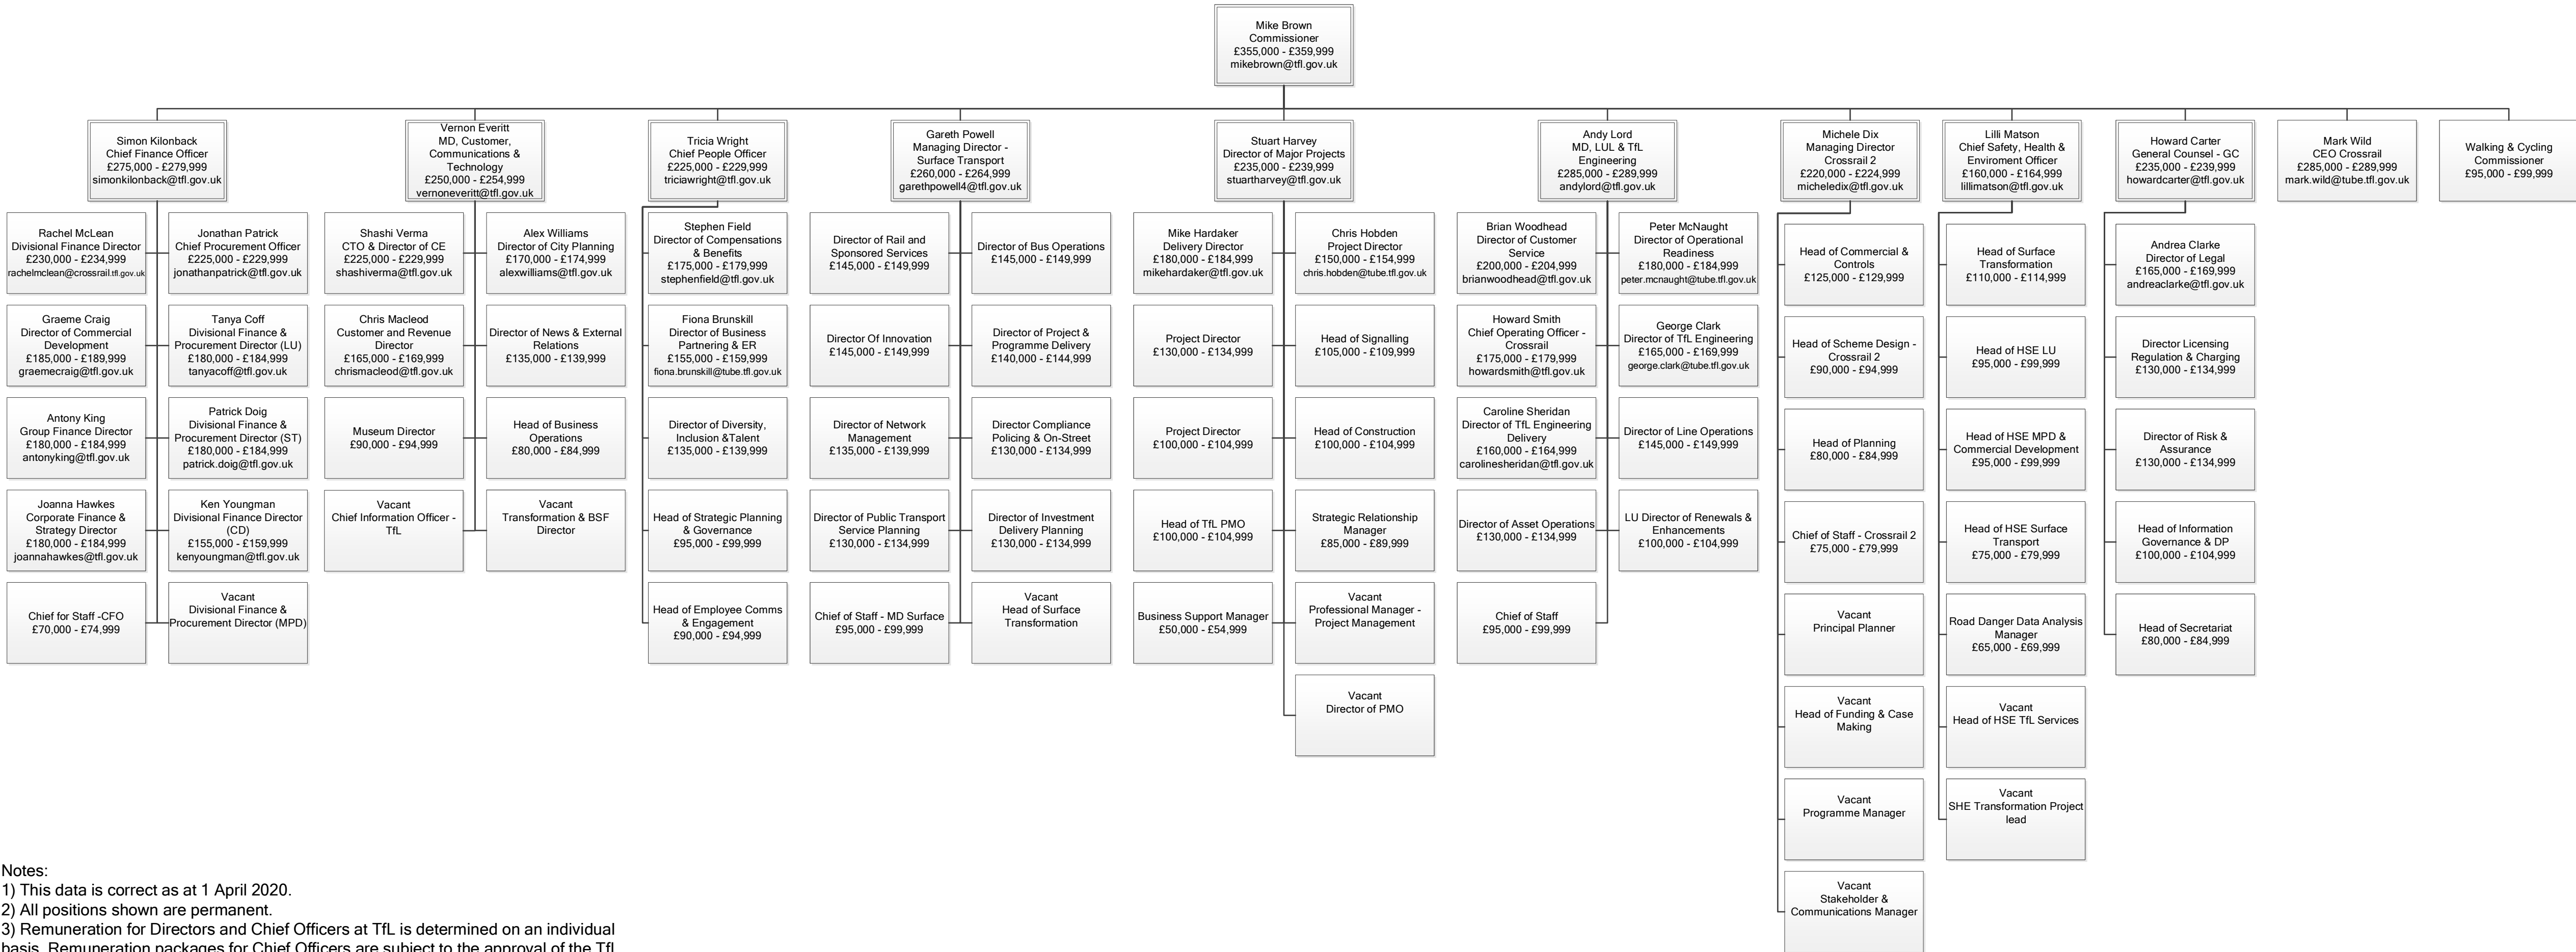 Mike Brown
Commissioner
£355,000 - £359,999
mikebrown@tfl.gov.uk
Simon Kilonback
Chief Finance Officer
£275,000 - £279,999
simonkilonback@tfl.gov.uk
Vernon Everitt
MD, Customer,
Communications &
Technology
£250,000 - £254,999
vernoneveritt@tfl.gov.uk
Tricia Wright
Chief People Officer
£225,000 - £229,999
triciawright@tfl.gov.uk
Gareth Powell
Managing Director -
Surface Transport
£260,000 - £264,999
garethpowell4@tfl.gov.uk
Stuart Harvey
Director of Major Projects
£235,000 - £239,999
stuartharvey@tfl.gov.uk
Andy Lord
MD, LUL & TfL
Engineering
£285,000 - £289,999
andylord@tfl.gov.uk
Michele Dix
Managing Director
Crossrail 2
£220,000 - £224,999
micheledix@tfl.gov.uk
Lilli Matson
Chief Safety, Health &
Enviroment Officer
£160,000 - £164,999
lillimatson@tfl.gov.uk
Howard Carter
General Counsel - GC
£235,000 - £239,999
howardcarter@tfl.gov.uk
Mark Wild
CEO Crossrail
£285,000 - £289,999
mark.wild@tube.tfl.gov.uk
Walking & Cycling
Commissioner
£95,000 - £99,999
Rachel McLean
Divisional Finance Director
£230,000 - £234,999
rachelmclean@crossrail.tfl.gov.uk
Jonathan Patrick
Chief Procurement Officer
£225,000 - £229,999
jonathanpatrick@tfl.gov.uk
Graeme Craig
Director of Commercial
Development
£185,000 - £189,999
graemecraig@tfl.gov.uk
Tanya Coff
Divisional Finance &
Procurement Director (LU)
£180,000 - £184,999
tanyacoff@tfl.gov.uk
Antony King
Group Finance Director
£180,000 - £184,999
antonyking@tfl.gov.uk
Patrick Doig
Divisional Finance &
Procurement Director (ST)
£180,000 - £184,999
patrick.doig@tfl.gov.uk
Joanna Hawkes
Corporate Finance &
Strategy Director
£180,000 - £184,999
joannahawkes@tfl.gov.uk
Ken Youngman
Divisional Finance Director
(CD)
£155,000 - £159,999
kenyoungman@tfl.gov.uk
Chief for Staff -CFO
£70,000 - £74,999
Vacant
Divisional Finance &
Procurement Director (MPD)
Shashi Verma
CTO & Director of CE
£225,000 - £229,999
shashiverma@tfl.gov.uk
Alex Williams
Director of City Planning
£170,000 - £174,999
alexwilliams@tfl.gov.uk
Chris Macleod
Customer and Revenue
Director
£165,000 - £169,999
chrismacleod@tfl.gov.uk
Director of News & External
Relations
£135,000 - £139,999
Museum Director
£90,000 - £94,999
Head of Business
Operations
£80,000 - £84,999
Vacant
Chief Information Officer -
TfL
Vacant
Transformation & BSF
Director
Stephen Field
Director of Compensations
& Benefits
£175,000 - £179,999
stephenfield@tfl.gov.uk
Fiona Brunskill
Director of Business
Partnering & ER
£155,000 - £159,999
fiona.brunskill@tube.tfl.gov.uk
Director of Diversity,
Inclusion &Talent
£135,000 - £139,999
Head of Strategic Planning
& Governance
£95,000 - £99,999
Head of Employee Comms
& Engagement
£90,000 - £94,999
Director of Rail and
Sponsored Services
£145,000 - £149,999
Director of Bus Operations
£145,000 - £149,999
Director Of Innovation
£145,000 - £149,999
Director of Project &
Programme Delivery
£140,000 - £144,999
Director of Network
Management
£135,000 - £139,999
Director Compliance
Policing & On-Street
£130,000 - £134,999
Director of Public Transport
Service Planning
£130,000 - £134,999
Director of Investment
Delivery Planning
£130,000 - £134,999
Chief of Staff - MD Surface
£95,000 - £99,999
Vacant
Head of Surface
Transformation
Mike Hardaker
Delivery Director
£180,000 - £184,999
mikehardaker@tfl.gov.uk
Chris Hobden
Project Director
£150,000 - £154,999
chris.hobden@tube.tfl.gov.uk
Project Director
£130,000 - £134,999
Head of Signalling
£105,000 - £109,999
Project Director
£100,000 - £104,999
Head of Construction
£100,000 - £104,999
Head of TfL PMO
£100,000 - £104,999
Strategic Relationship
Manager
£85,000 - £89,999
Business Support Manager
£50,000 - £54,999
Vacant
Professional Manager -
Project Management
Vacant
Director of PMO
Brian Woodhead
Director of Customer
Service
£200,000 - £204,999
brianwoodhead@tfl.gov.uk
Peter McNaught
Director of Operational
Readiness
£180,000 - £184,999
peter.mcnaught@tube.tfl.gov.uk
Howard Smith
Chief Operating Officer -
Crossrail
£175,000 - £179,999
howardsmith@tfl.gov.uk
George Clark
Director of TfL Engineering
£165,000 - £169,999
george.clark@tube.tfl.gov.uk
Caroline Sheridan
Director of TfL Engineering
Delivery
£160,000 - £164,999
carolinesheridan@tfl.gov.uk
Director of Line Operations
£145,000 - £149,999
Director of Asset Operations
£130,000 - £134,999
LU Director of Renewals &
Enhancements
£100,000 - £104,999
Chief of Staff
£95,000 - £99,999
Head of Commercial &
Controls
£125,000 - £129,999
Head of Scheme Design -
Crossrail 2
£90,000 - £94,999
Head of Planning
£80,000 - £84,999
Chief of Staff - Crossrail 2
£75,000 - £79,999
Vacant
Principal Planner
Vacant
Head of Funding & Case
Making
Vacant
Programme Manager
Vacant
Stakeholder &
Communications Manager
Head of Surface
Transformation
£110,000 - £114,999
Head of HSE LU
£95,000 - £99,999
Head of HSE MPD &
Commercial Development
£95,000 - £99,999
Head of HSE Surface
Transport
£75,000 - £79,999
Road Danger Data Analysis
Manager
£65,000 - £69,999
Vacant
Head of HSE TfL Services
Vacant
SHE Transformation Project
lead
Andrea Clarke
Director of Legal
£165,000 - £169,999
andreaclarke@tfl.gov.uk
Director Licensing
Regulation & Charging
£130,000 - £134,999
Director of Risk &
Assurance
£130,000 - £134,999
Head of Information
Governance & DP
£100,000 - £104,999
Head of Secretariat
£80,000 - £84,999
Notes:
1) This data is correct as at 1 April 2020.
2) All positions shown are permanent.
3) Remuneration for Directors and Chief Officers at TfL is determined on an individual
basis. Remuneration packages for Chief Officers are subject to the approval of the TfL